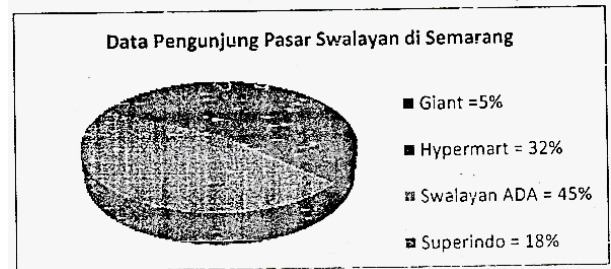 Data Pengunjung Pasar Swalayan di Semarang
Giant =5%
Hypermart = 32%
Swalayan ADA = 45%
Superindo = 18%